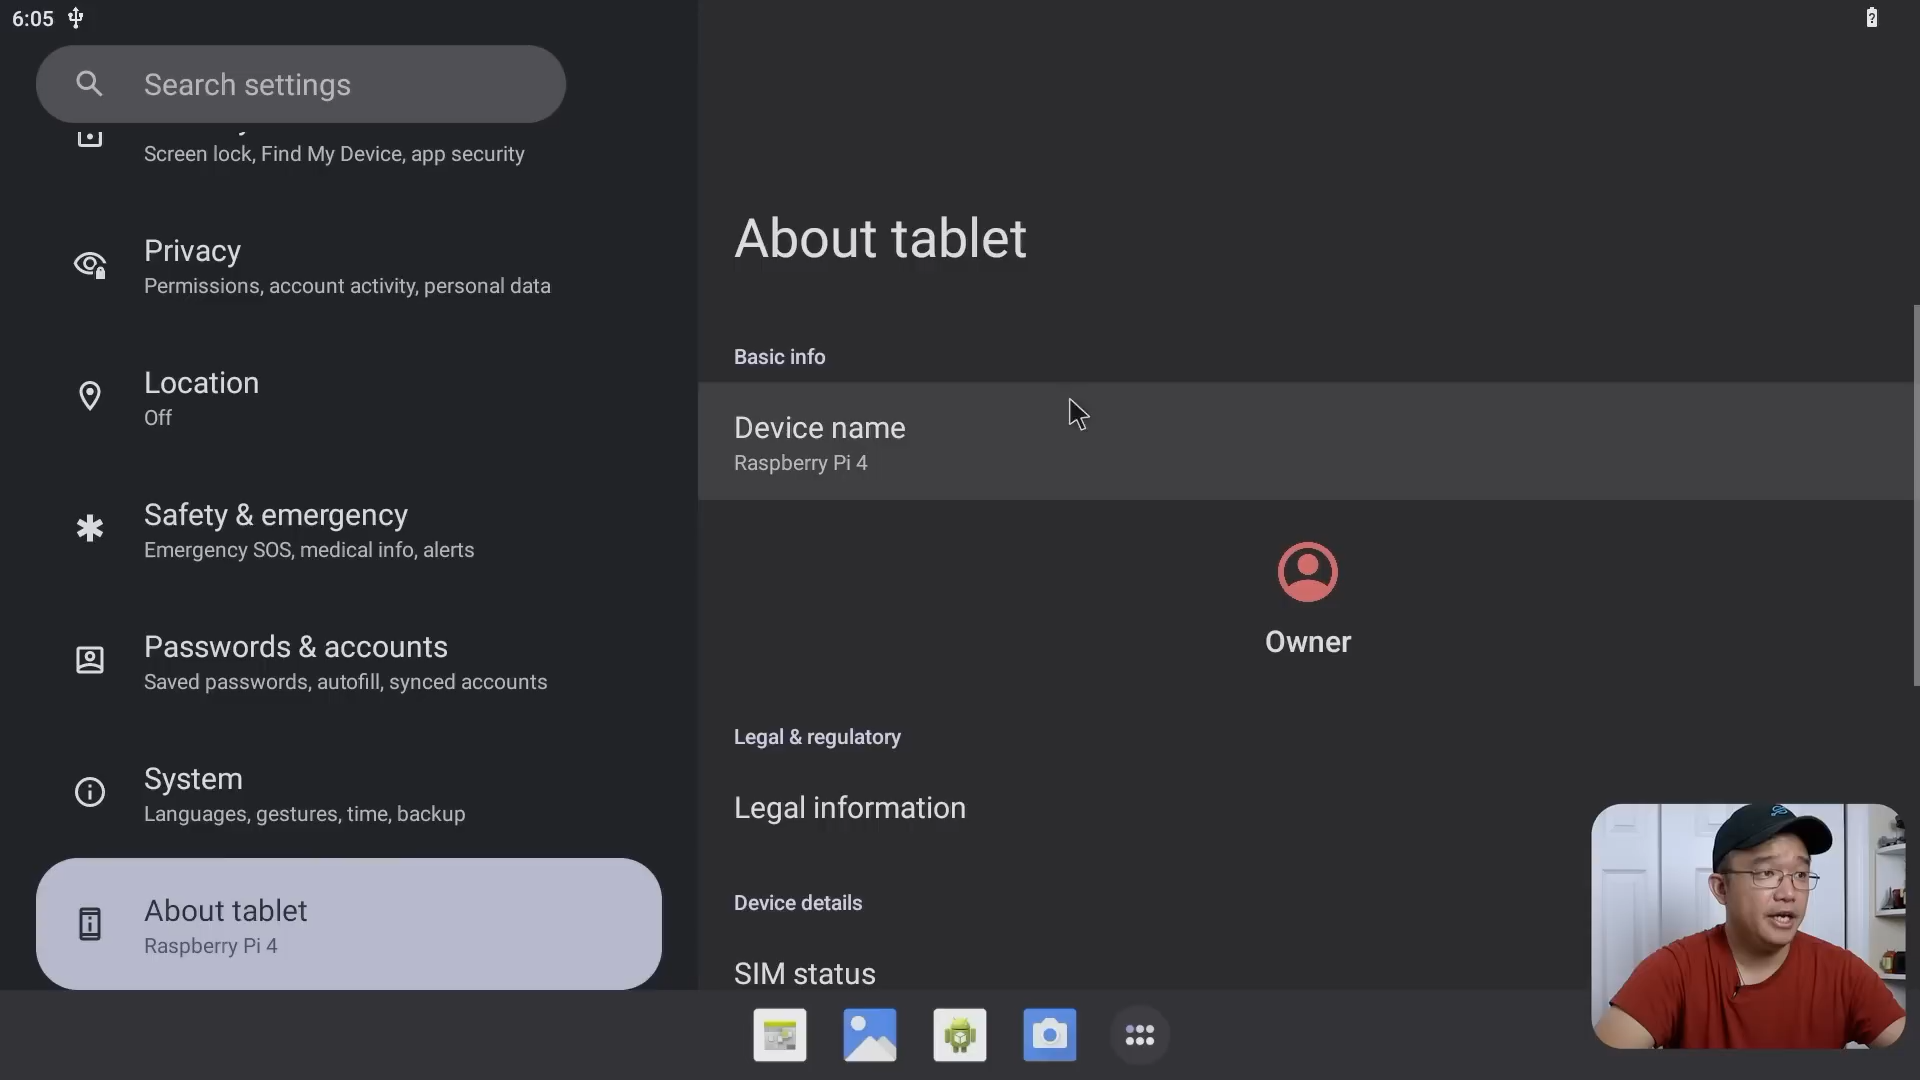 6:05
Search settings
Screen lock, Find My Device, app security
Privacy
Permissions, account activity, personal data
Location
Off
Safety & emergency
Emergency SOS, medical info, alerts
Passwords & accounts
Saved passwords, autofill, synced accounts
System
Languages, gestures, time, backup
About tablet
Raspberry Pi 4
About tablet
Basic info
Device name
Raspberry Pi 4
Owner
Legal & regulatory
Legal information
Device details
SIM status